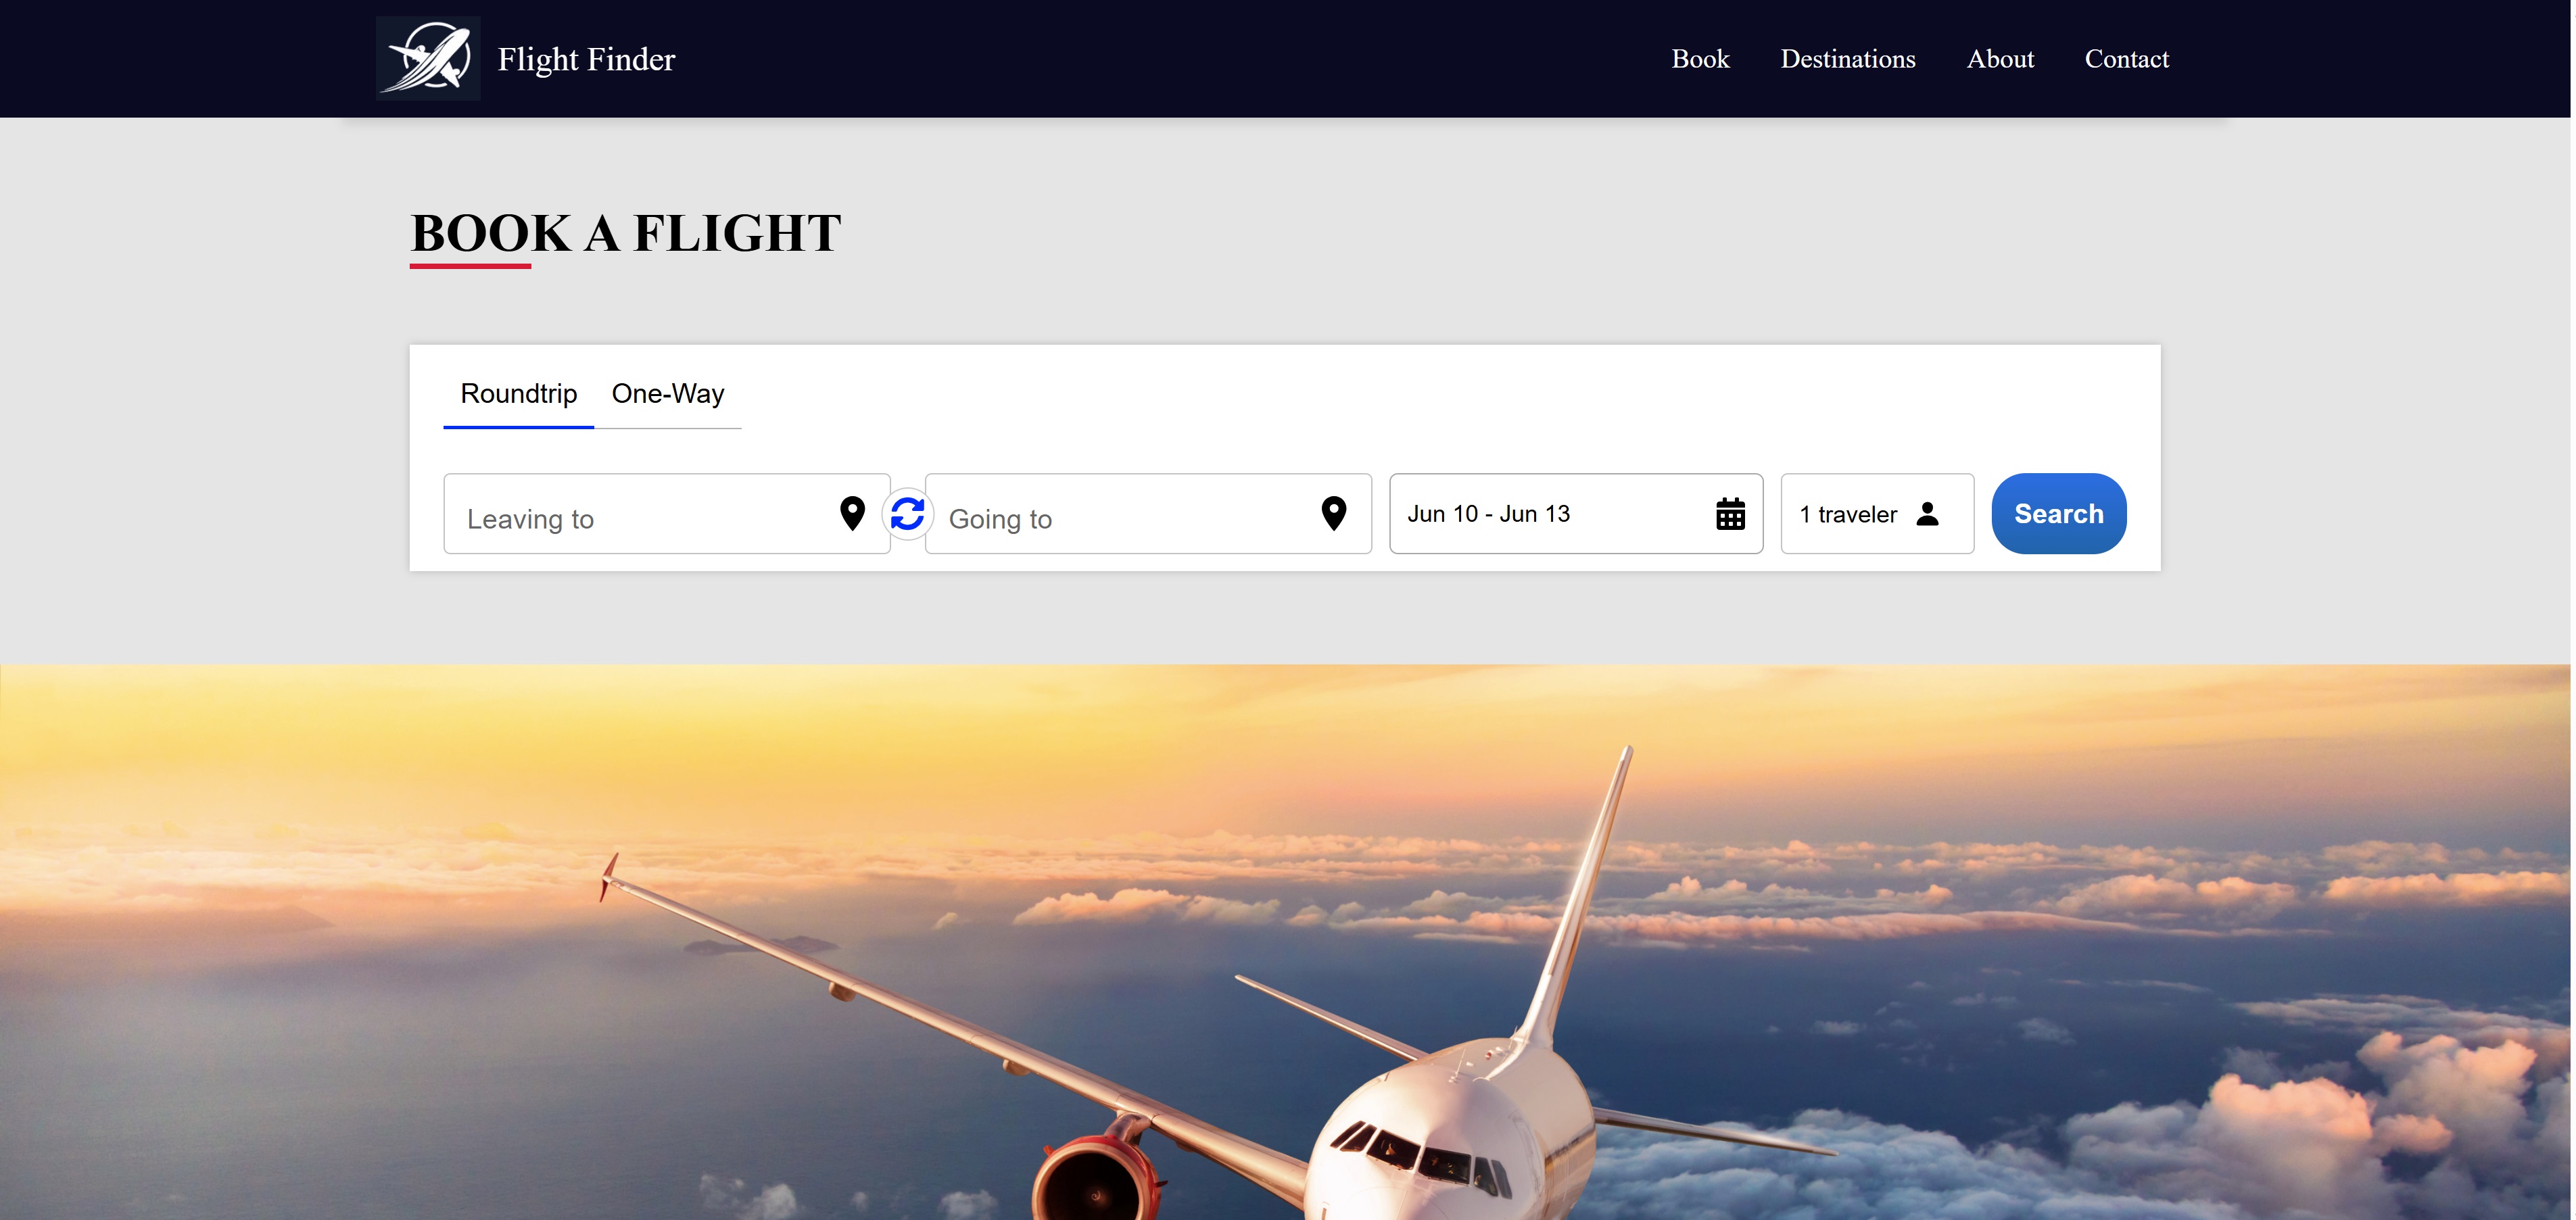 Flight Finder
Book Destinations About Contact
BOOK A FLIGHT
Roundtrip One-Way
Leaving to Going to Jun 10 - Jun 13 1 traveler Search